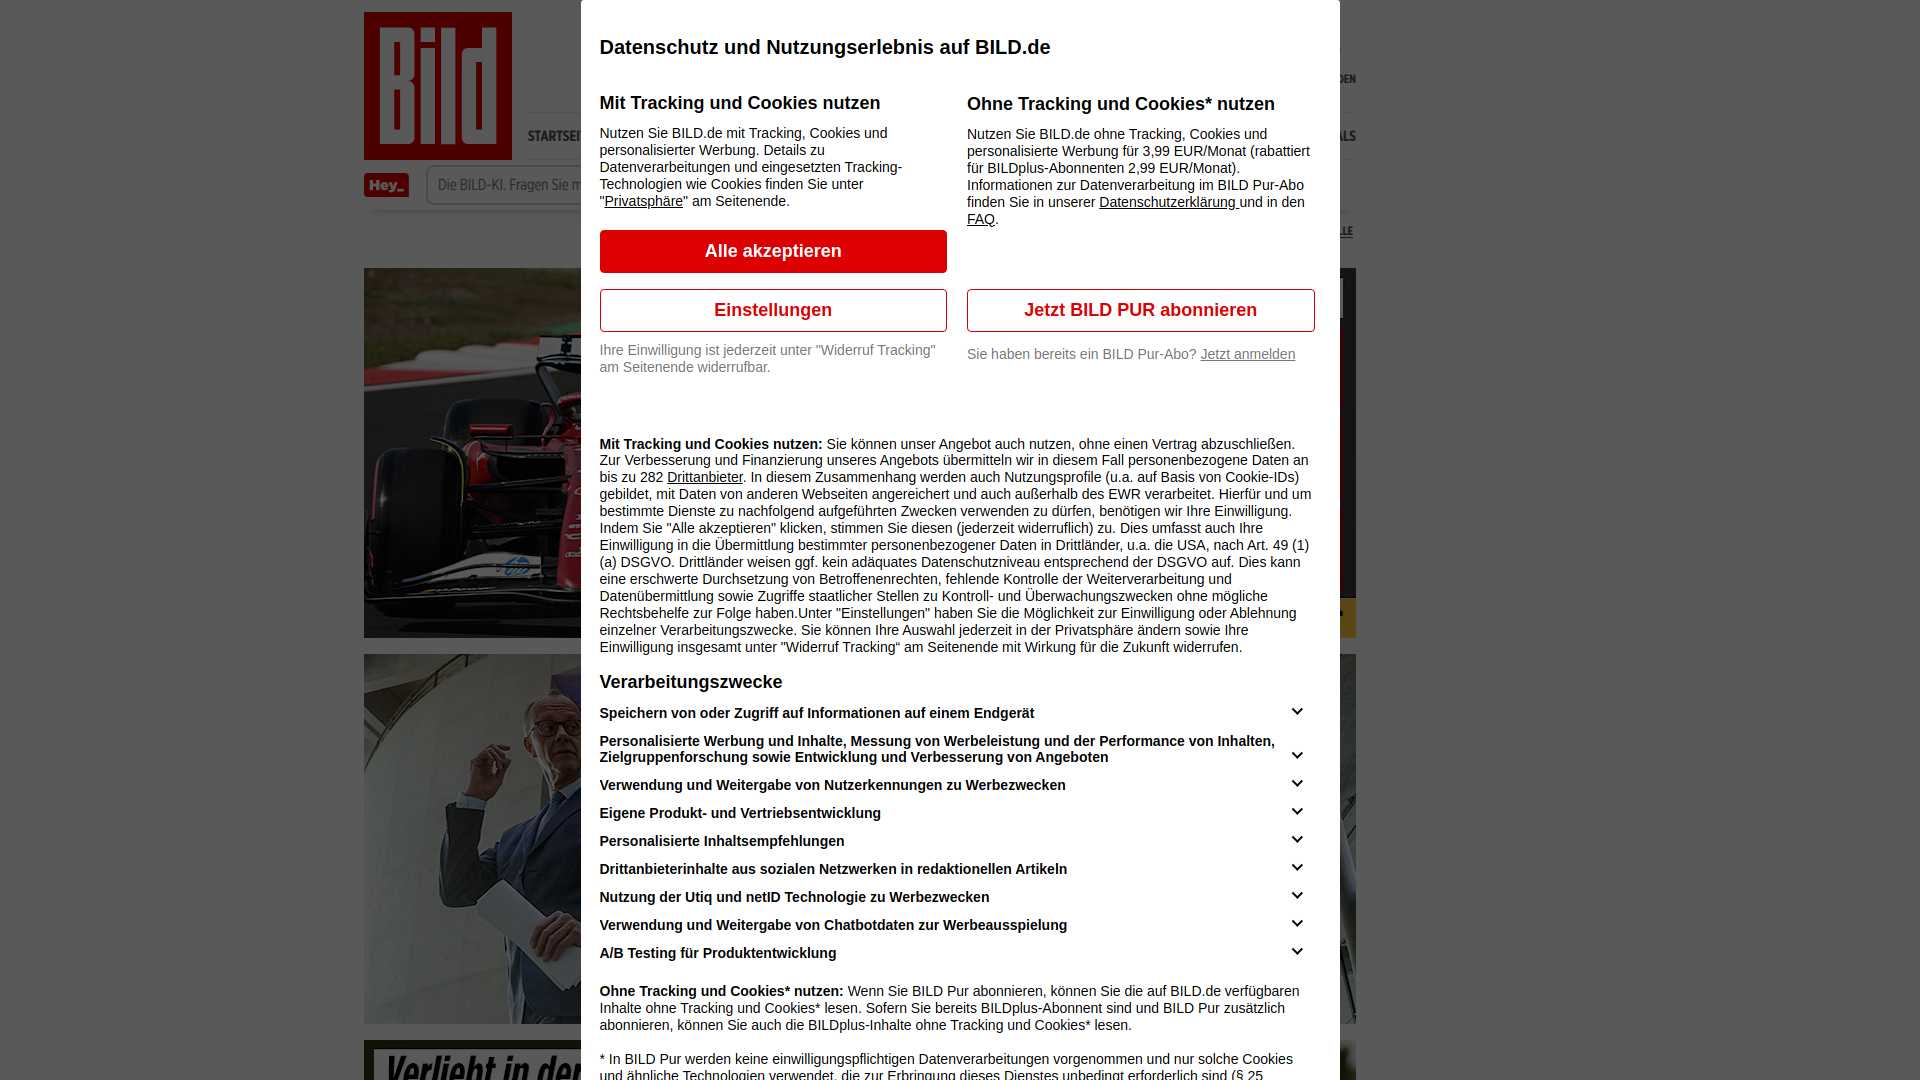 Bild
Datenschutz und Nutzungserlebnis auf BILD.de
Mit Tracking und Cookies nutzen
Nutzen Sie BILD.de mit Tracking, Cookies und
personalisierter Werbung. Details zu
Datenverarbeitungen und eingesetzten Tracking-
Technologien wie Cookies finden Sie unter
"Privatsphäre" am Seitenende.
Alle akzeptieren
Einstellungen
Ihre Einwilligung ist jederzeit unter "Widerruf Tracking"
am Seitenende widerrufbar.
Ohne Tracking und Cookies* nutzen
Nutzen Sie BILD.de ohne Tracking, Cookies und
personalisierte Werbung für 3,99 EUR/Monat (rabattiert
für BILDplus-Abonnenten 2,99 EUR/Monat).
Informationen zur Datenverarbeitung im BILD Pur-Abo
finden Sie in unserer Datenschutzerklärung und in den
FAQ.
Jetzt BILD PUR abonnieren
Sie haben bereits ein BILD Pur-Abo? Jetzt anmelden
STARTSEI
Hey_
Die BILD-KI. Fragen Sie m
Mit Tracking und Cookies nutzen: Sie können unser Angebot auch nutzen, ohne einen Vertrag abzuschließen.
Zur Verbesserung und Finanzierung unseres Angebots übermitteln wir in diesem Fall personenbezogene Daten an
bis zu 282 Drittanbieter. In diesem Zusammenhang werden auch Nutzungsprofile (u.a. auf Basis von Cookie-IDs)
gebildet, mit Daten von anderen Webseiten angereichert und auch außerhalb des EWR verarbeitet. Hierfür und um
bestimmte Dienste zu nachfolgend aufgeführten Zwecken verwenden zu dürfen, benötigen wir Ihre Einwilligung.
Indem Sie "Alle akzeptieren" klicken, stimmen Sie diesen (jederzeit widerruflich) zu. Dies umfasst auch Ihre
Einwilligung in die Übermittlung bestimmter personenbezogener Daten in Drittländer, u.a. die USA, nach Art. 49 (1)
(a) DSGVO. Drittländer weisen ggf. kein adäquates Datenschutzniveau entsprechend der DSGVO auf. Dies kann
eine erschwerte Durchsetzung von Betroffenenrechten, fehlende Kontrolle der Weiterverarbeitung und
Datenübermittlung sowie Zugriffe staatlicher Stellen zu Kontroll- und Überwachungszwecken ohne mögliche
Rechtsbehelfe zur Folge haben.Unter "Einstellungen" haben Sie die Möglichkeit zur Einwilligung oder Ablehnung
einzelner Verarbeitungszwecke. Sie können Ihre Auswahl jederzeit in der Privatsphäre ändern sowie Ihre
Einwilligung insgesamt unter "Widerruf Tracking“ am Seitenende mit Wirkung für die Zukunft widerrufen.
Verarbeitungszwecke
Speichern von oder Zugriff auf Informationen auf einem Endgerät
Personalisierte Werbung und Inhalte, Messung von Werbeleistung und der Performance von Inhalten,
Zielgruppenforschung sowie Entwicklung und Verbesserung von Angeboten
Verwendung und Weitergabe von Nutzerkennungen zu Werbezwecken
Eigene Produkt- und Vertriebsentwicklung
Personalisierte Inhaltsempfehlungen
Drittanbieterinhalte aus sozialen Netzwerken in redaktionellen Artikeln
Nutzung der Utiq und netID Technologie zu Werbezwecken
Verwendung und Weitergabe von Chatbotdaten zur Werbeausspielung
A/B Testing für Produktentwicklung
Ohne Tracking und Cookies* nutzen: Wenn Sie BILD Pur abonnieren, können Sie die auf BILD.de verfügbaren
Inhalte ohne Tracking und Cookies* lesen. Sofern Sie bereits BILDplus-Abonnent sind und BILD Pur zusätzlich
abonnieren, können Sie auch die BILDplus-Inhalte ohne Tracking und Cookies* lesen.
* In BILD Pur werden keine einwilligungspflichtigen Datenverarbeitungen vorgenommen und nur solche Cookies
und ähnliche Technologien verwendet, die zur Erbringung dieses Dienstes unbedingt erforderlich sind (§ 25
Verliebt in der